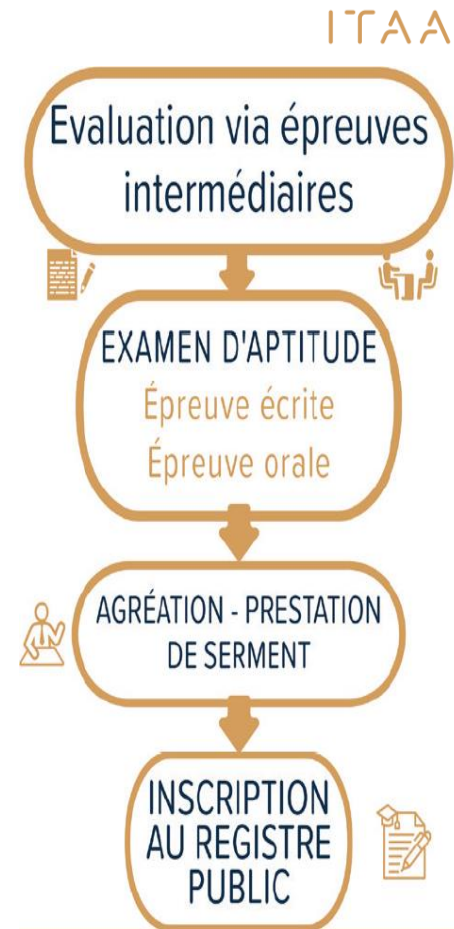 ITAA
Evaluation via épreuves
intermédiaires
EXAMEN D'APTITUDE
Épreuve écrite
Épreuve orale
AGRÉATION - PRESTATION
DE SERMENT
INSCRIPTION
AU REGISTRE
PUBLIC